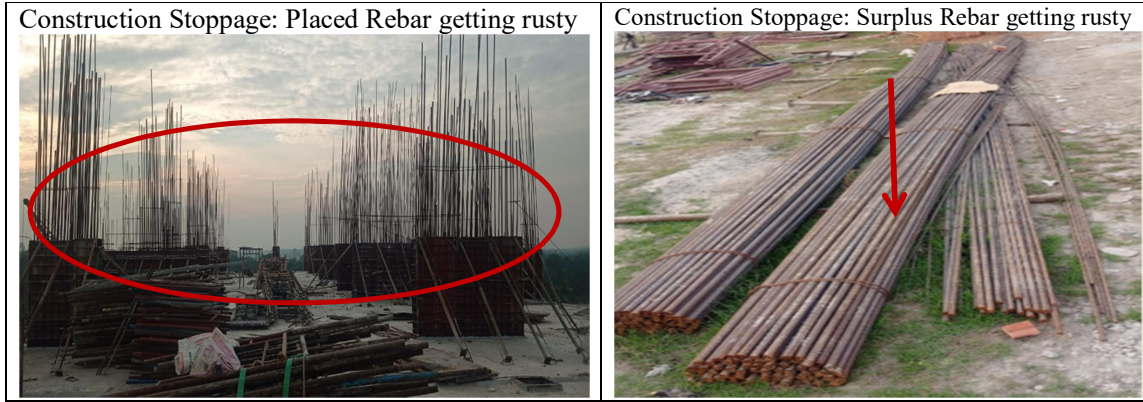 Construction Stoppage: Placed Rebar getting rusty
Construction Stoppage: Surplus Rebar getting rusty